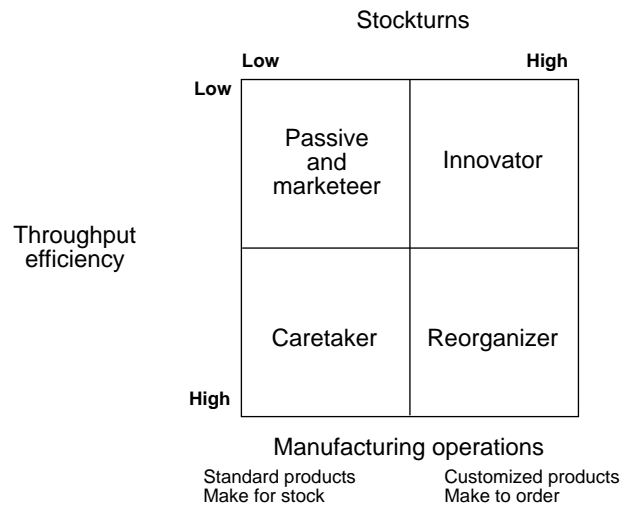 Stockturns
Low High
Low
Passive
and
marketeer
Innovator
Throughput
efficiency
Caretaker
Reorganizer
High
Manufacturing operations
Standard products
Make for stock
Customized products
Make to order